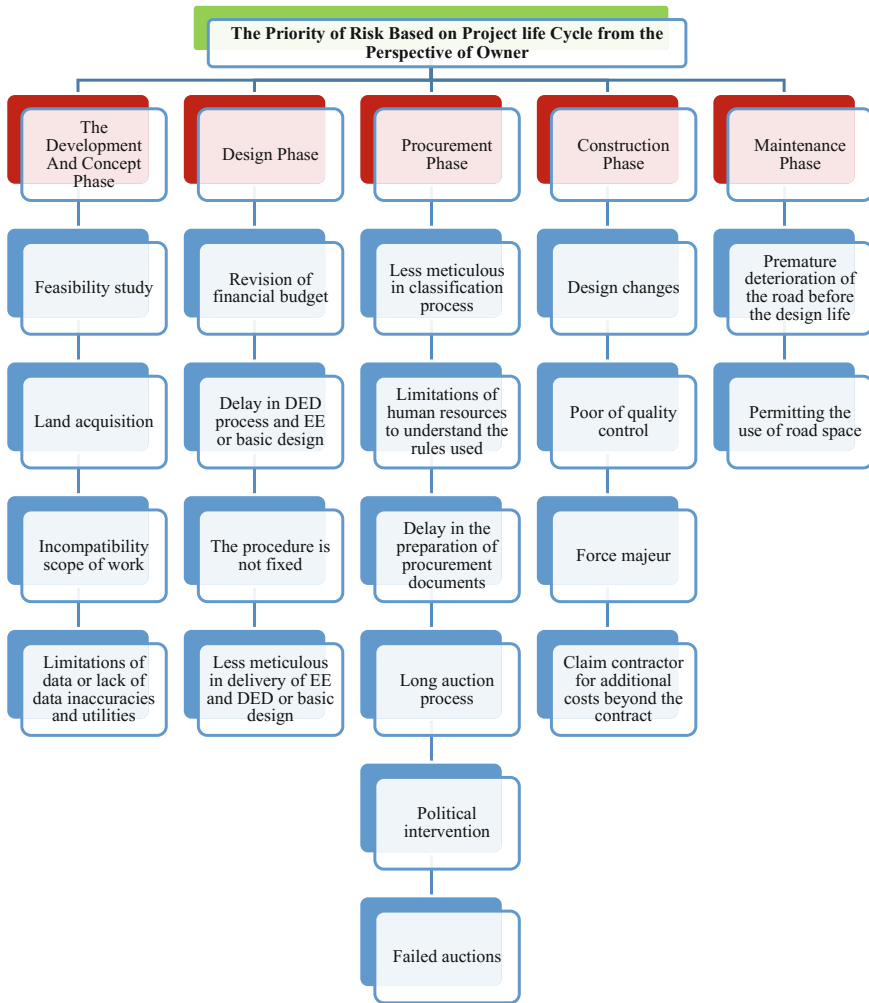 The Priority of Risk Based on Project life Cycle from the
Perspective of Owner
The
Development
And Concept
Phase
Design Phase
Procurement
Phase
Construction
Phase
Maintenance
Phase
Feasibility study
Revision of
financial budget
Less meticulous
in classification
process
Design changes
Premature
deterioration of
the road before
the design life
Land acquisition
Delay in DED
process and EE
or basic design
Limitations of
human resources
to understand the
rules used
Poor of quality
control
Permitting the
use of road space
Incompatibility
scope of work
The procedure is
not fixed
Delay in the
preparation of
procurement
documents
Force majeur
Limitations of
data or lack of
data inaccuracies
and utilities
Less meticulous
in delivery of EE
and DED or basic
design
Long auction
process
Claim contractor
for additional
costs beyond the
contract
Political
intervention
Failed auctions